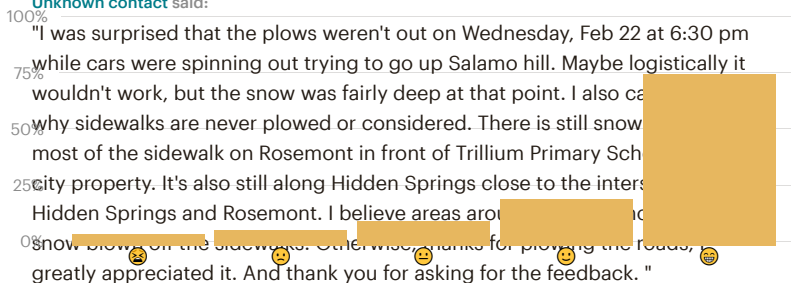 Unknown contact said:
100%
"I was surprised that the plows weren't out on Wednesday, Feb 22 at 6:30 pm
while cars were spinning out trying to go up Salamo hill. Maybe logistically it
75%
wouldn't work, but the snow was fairly deep at that point. I also
why sidewalks are never plowed or considered. There is still snow
50%
most of the sidewalk on Rosemont in front of Trillium Primary
city property. It's also still along Hidden Springs close to the
25%
Hidden Springs and Rosemont. I believe areas
0%
snow blown off the sidewalks. Otherwise, thanks for plowing the roads,
greatly appreciated it. And thank you for asking for the feedback. "